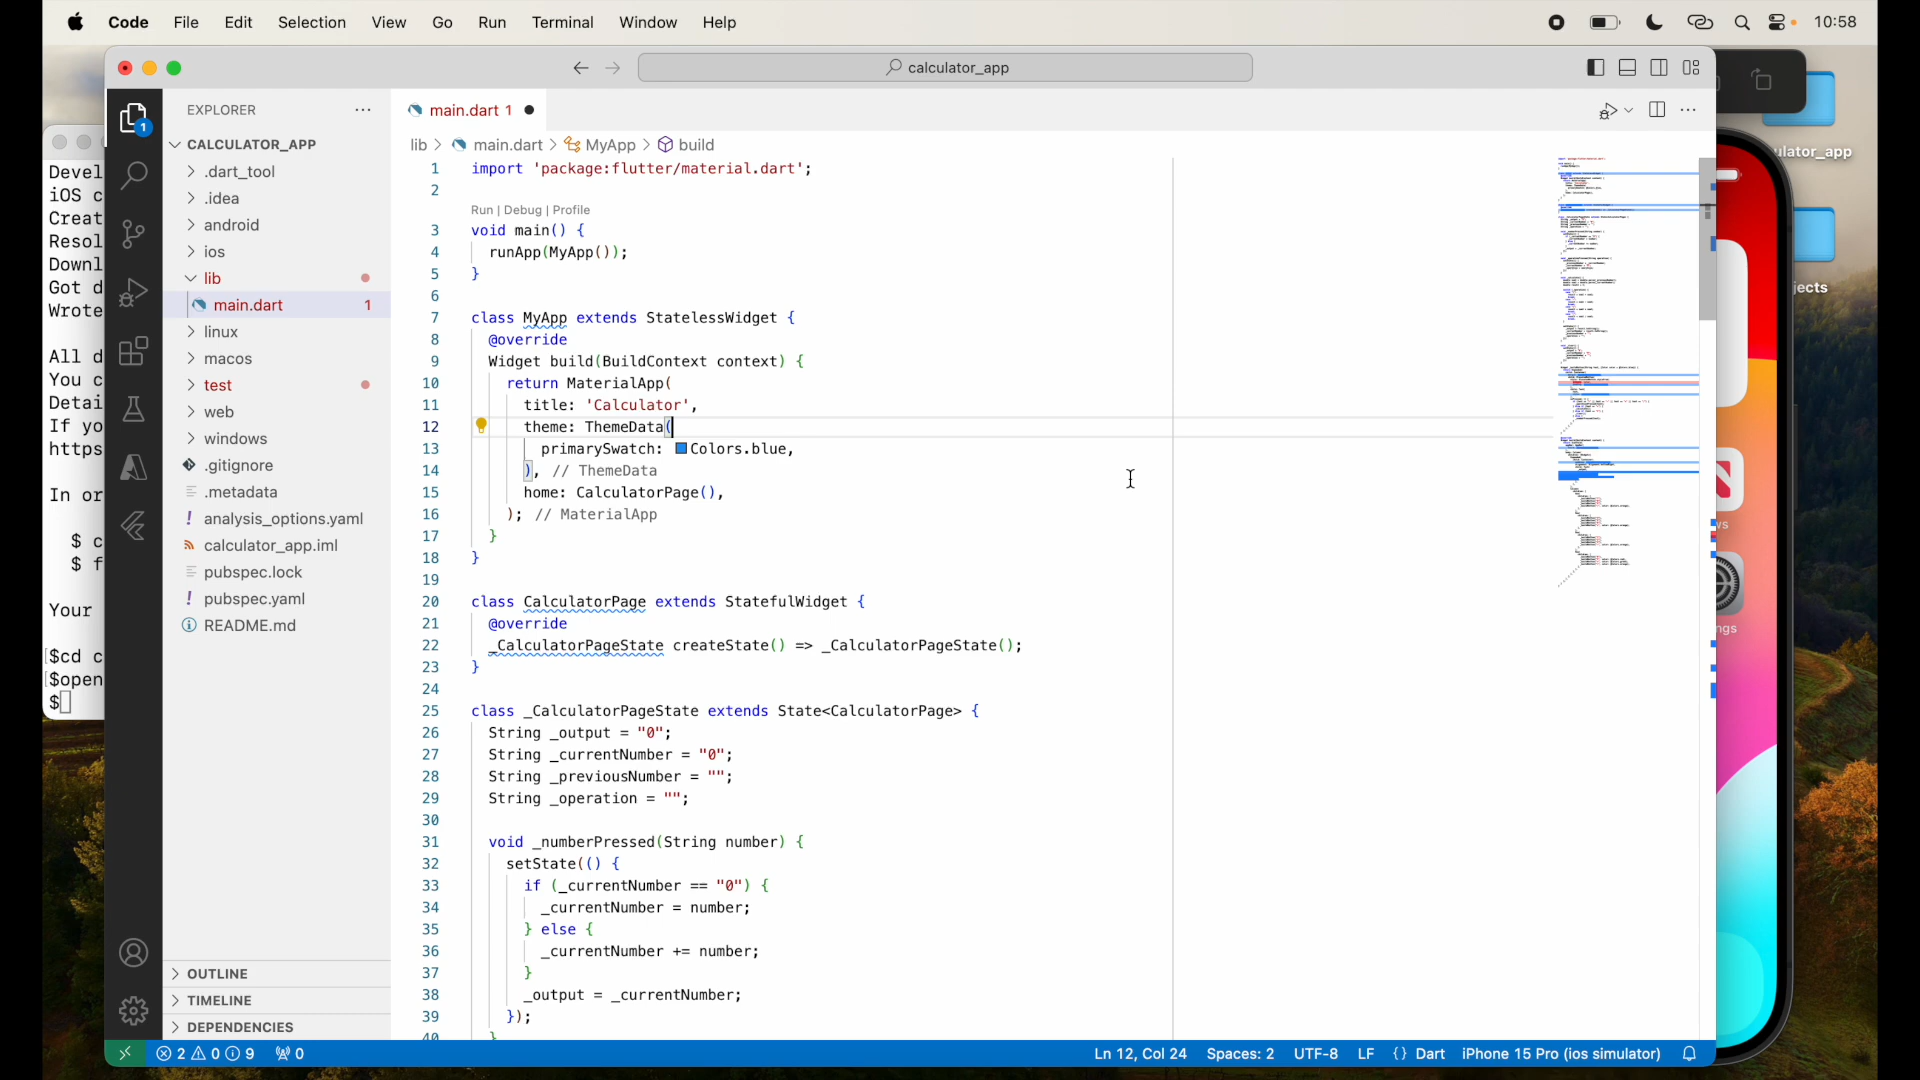 Code File Edit Selection View Go Run Terminal Window Help 10:58
calculator_app
EXPLORER
CALCULATOR_APP
.dart_tool
.idea
android
ios
lib
main.dart 1
linux
macos
test
web
windows
.gitignore
.metadata
analysis_options.yaml
calculator_app.iml
pubspec.lock
pubspec.yaml
README.md
OUTLINE
TIMELINE
DEPENDENCIES
1
main.dart 1
lib > main.dart > MyApp > build
1 import 'package:flutter/material.dart';
2
Run | Debug | Profile
3 void main() {
4 runApp(MyApp());
5 }
6
7 class MyApp extends StatelessWidget {
8 @override
9 Widget build(BuildContext context) {
10 return MaterialApp(
11 title: 'Calculator',
12 theme: ThemeData(
13 primarySwatch: Colors.blue,
14 ), // ThemeData
15 home: CalculatorPage(),
16 ); // MaterialApp
17 }
18 }
19
20 class CalculatorPage extends StatefulWidget {
21 @override
22 _CalculatorPageState createState() => _CalculatorPageState();
23 }
24
25 class _CalculatorPageState extends State<CalculatorPage> {
26 String _output = "0";
27 String _currentNumber = "0";
28 String _previousNumber = "";
29 String _operation = "";
30
31 void _numberPressed(String number) {
32 setState(() {
33 if (_currentNumber == "0") {
34 _currentNumber = number;
35 } else {
36 _currentNumber += number;
37 }
38 _output = _currentNumber;
39 });
40 }
2 0 9 0
Ln 12, Col 24 Spaces: 2 UTF-8 LF {} Dart iPhone 15 Pro (ios simulator)
Devel
iOS c
Creat
Resol
Downl
Got d
Wrote
All d
You c
Detai
If yo
https
In or
$ c
$ f
Your
$cd c
$open
$
ulator_app
jects
ws
ngs